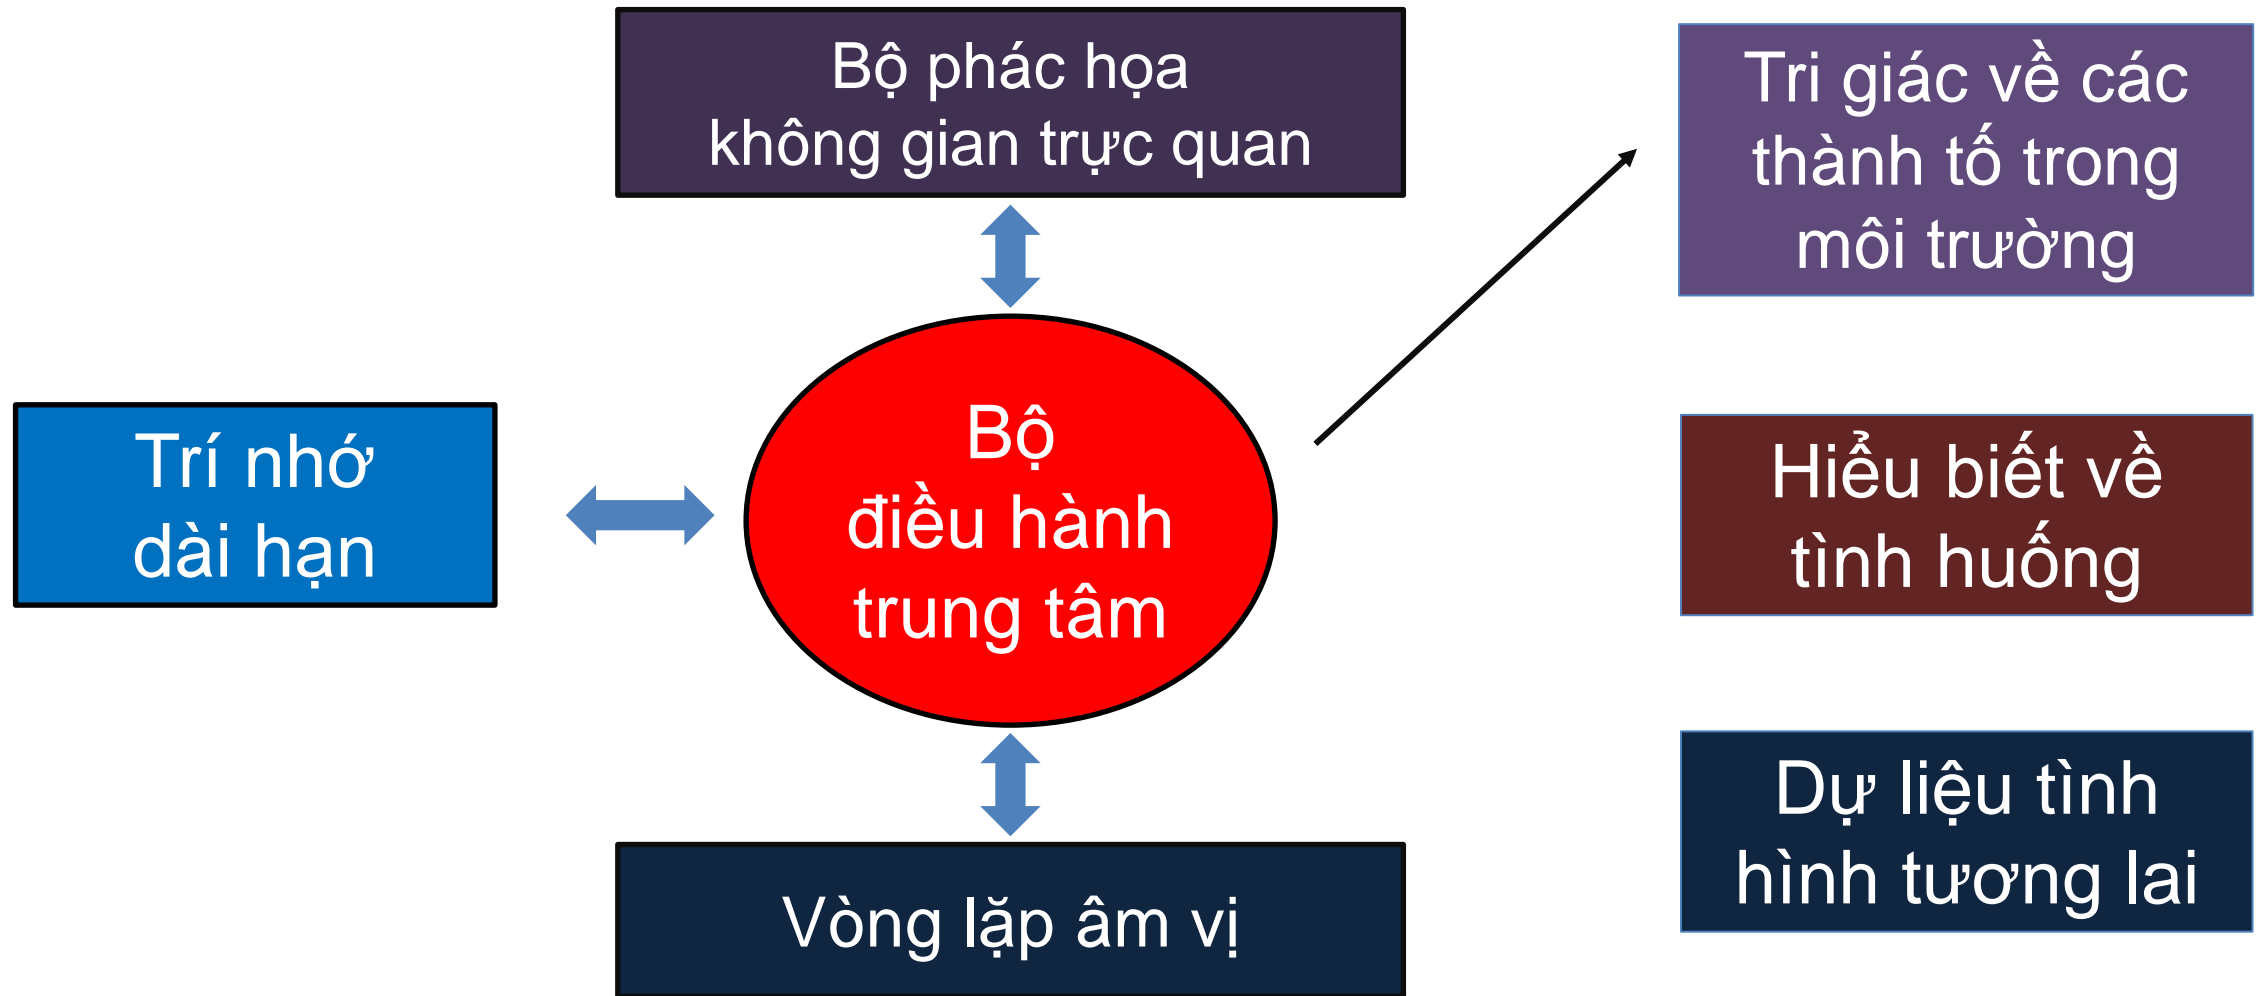 Bộ phác họa
không gian trực quan
Tri giác về các
thành tố trong
môi trường
Trí nhớ
dài hạn
Bộ
điều hành
trung tâm
Hiểu biết về
tình huống
Vòng lặp âm vị
Dự liệu tình
hình tương lai